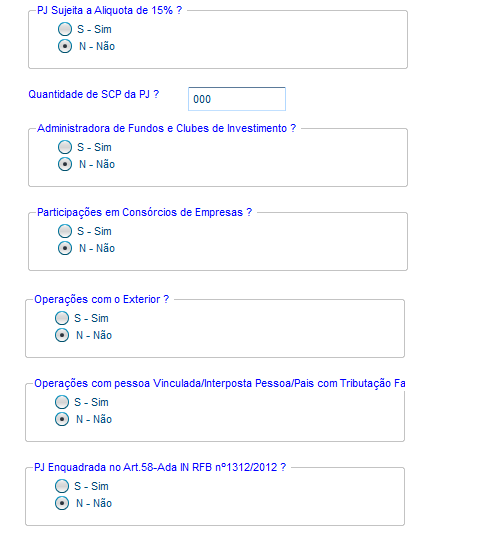 PJ Sujeita a Aliquota de 15% ?
S - Sim
N - Não
Quantidade de SCP da PJ ?
000
Administradora de Fundos e Clubes de Investimento ?
S - Sim
N - Não
Participações em Consórcios de Empresas ?
S - Sim
N - Não
Operações com o Exterior ?
S - Sim
N - Não
Operações com pessoa Vinculada/Interposta Pessoa/Pais com Tributação Fa
S - Sim
N - Não
PJ Enquadrada no Art.58-Ada IN RFB nº1312/2012 ?
S - Sim
N - Não